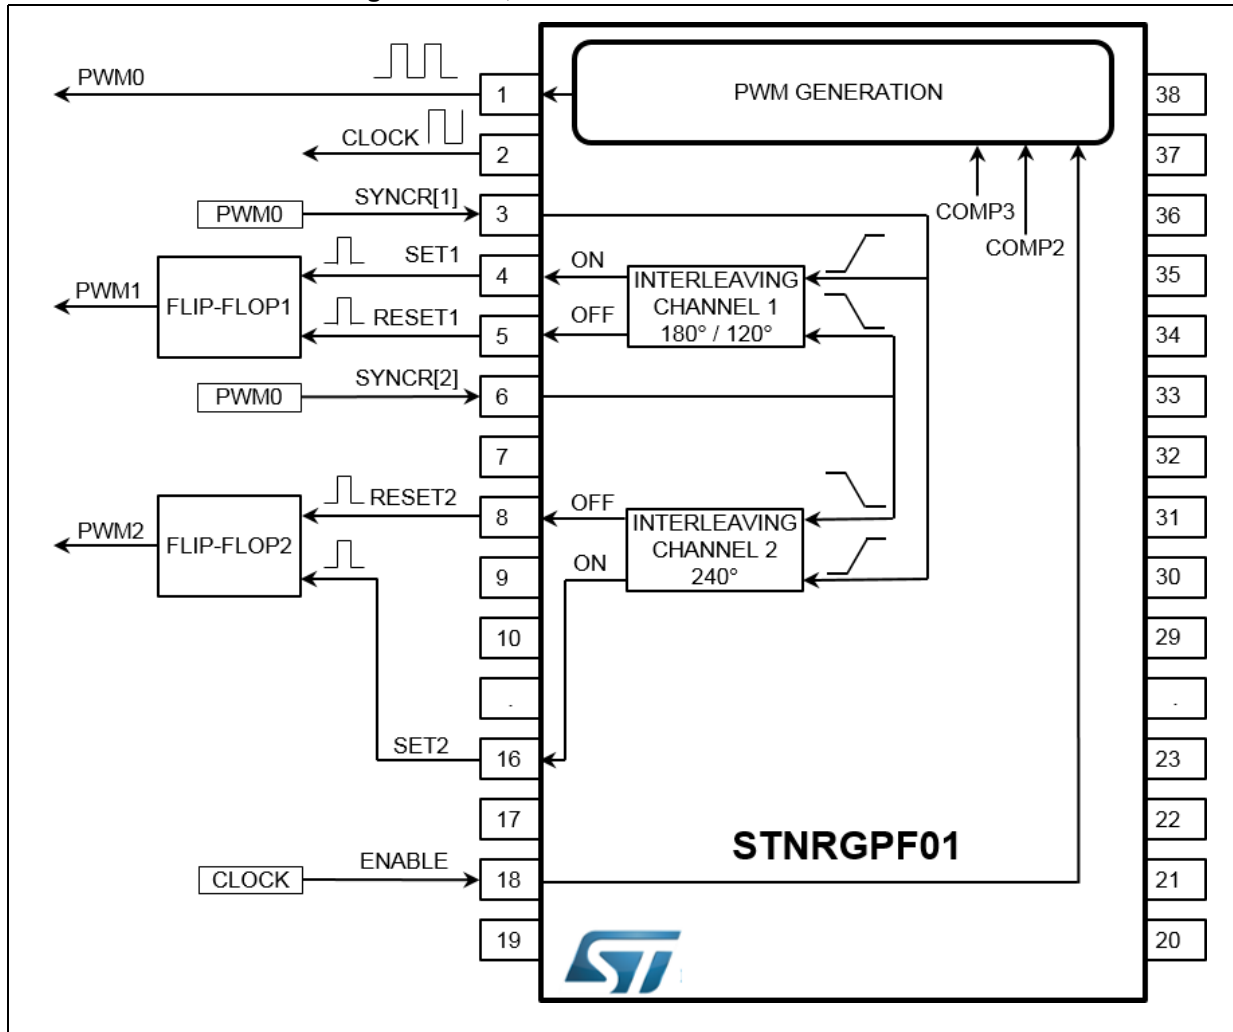 PWM0
1
PWM GENERATION
38
CLOCK
2
37
PWM0
SYNCR[1]
3
COMP3
36
COMP2
SET1
4
ON
INTERLEAVING
CHANNEL 1
180° / 120°
35
PWM1
FLIP-FLOP1
RESET1
5
OFF
34
PWM0
SYNCR[2]
6
33
7
32
RESET2
8
OFF
INTERLEAVING
CHANNEL 2
240°
31
PWM2
FLIP-FLOP2
9
ON
30
10
29
.
.
SET2
16
23
17
STNRGPF01
22
CLOCK
ENABLE
18
21
19
ST
20